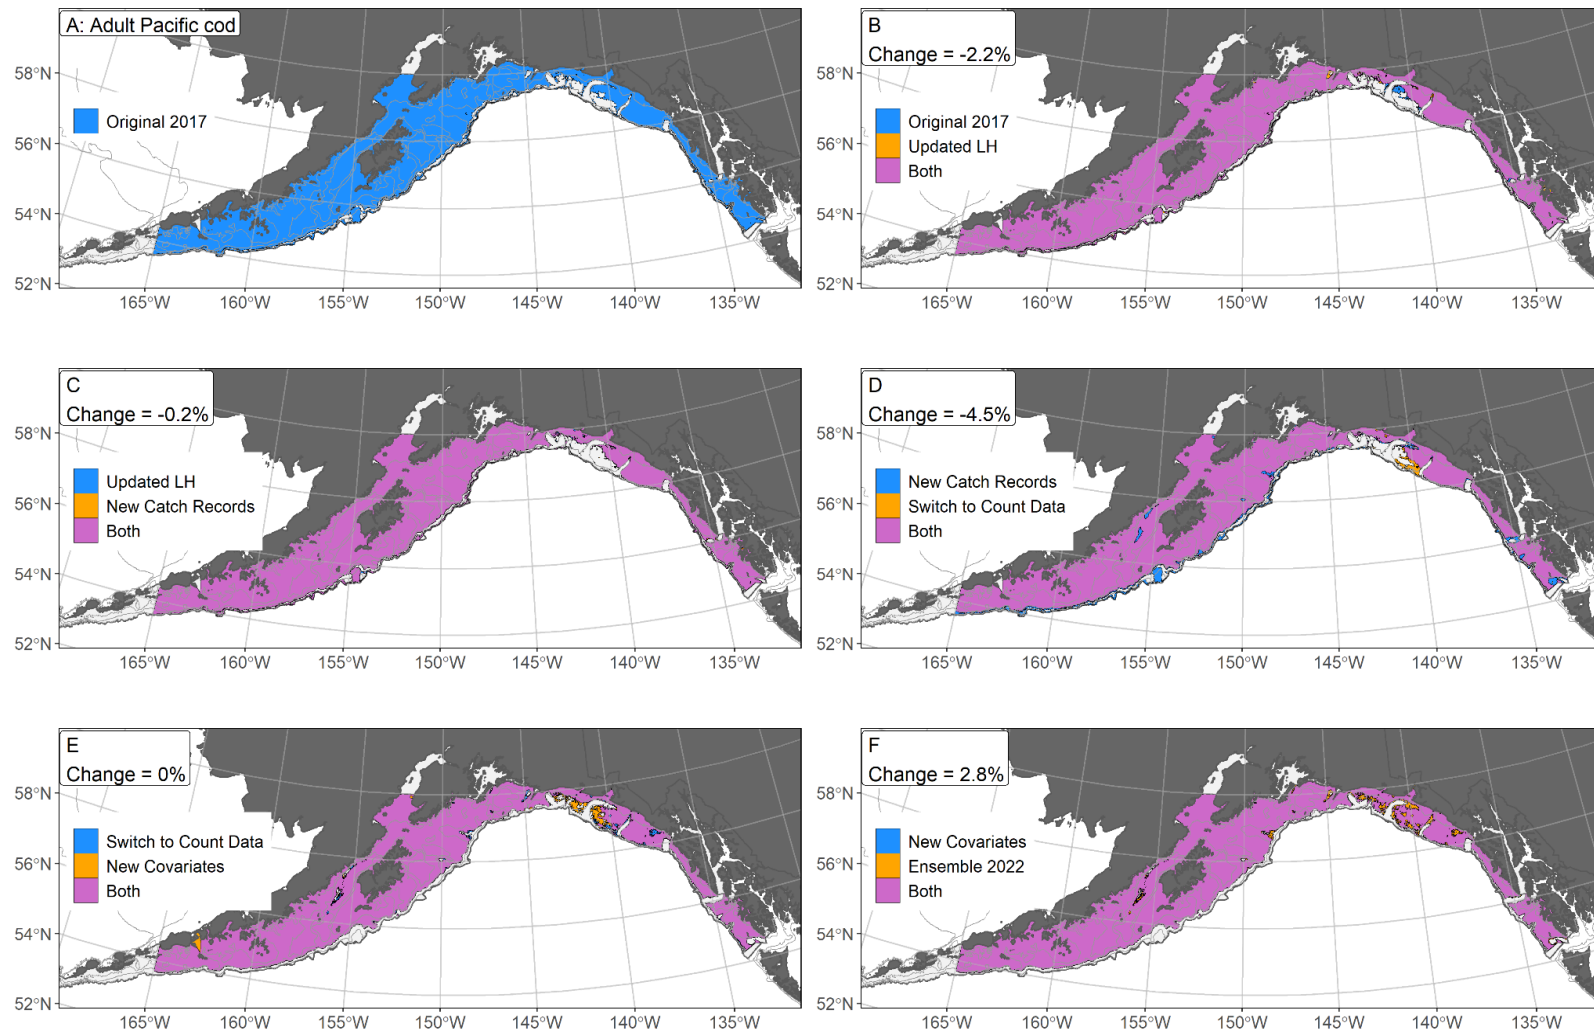 A: Adult Pacific cod
58°N
56°N
54°N
52°N
Original 2017
165°W
160°W
155°W
150°W
145°W
140°W
135°W
B
Change = -2.2%
58°N
56°N
54°N
52°N
Original 2017
Updated LH
Both
165°W
160°W
155°W
150°W
145°W
140°W
135°W
C
Change = -0.2%
58°N
56°N
54°N
52°N
Updated LH
New Catch Records
Both
165°W
160°W
155°W
150°W
145°W
140°W
135°W
D
Change = -4.5%
58°N
56°N
54°N
52°N
New Catch Records
Switch to Count Data
Both
165°W
160°W
155°W
150°W
145°W
140°W
135°W
E
Change = 0%
58°N
56°N
54°N
52°N
Switch to Count Data
New Covariates
Both
165°W
160°W
155°W
150°W
145°W
140°W
135°W
F
Change = 2.8%
58°N
56°N
54°N
52°N
New Covariates
Ensemble 2022
Both
165°W
160°W
155°W
150°W
145°W
140°W
135°W